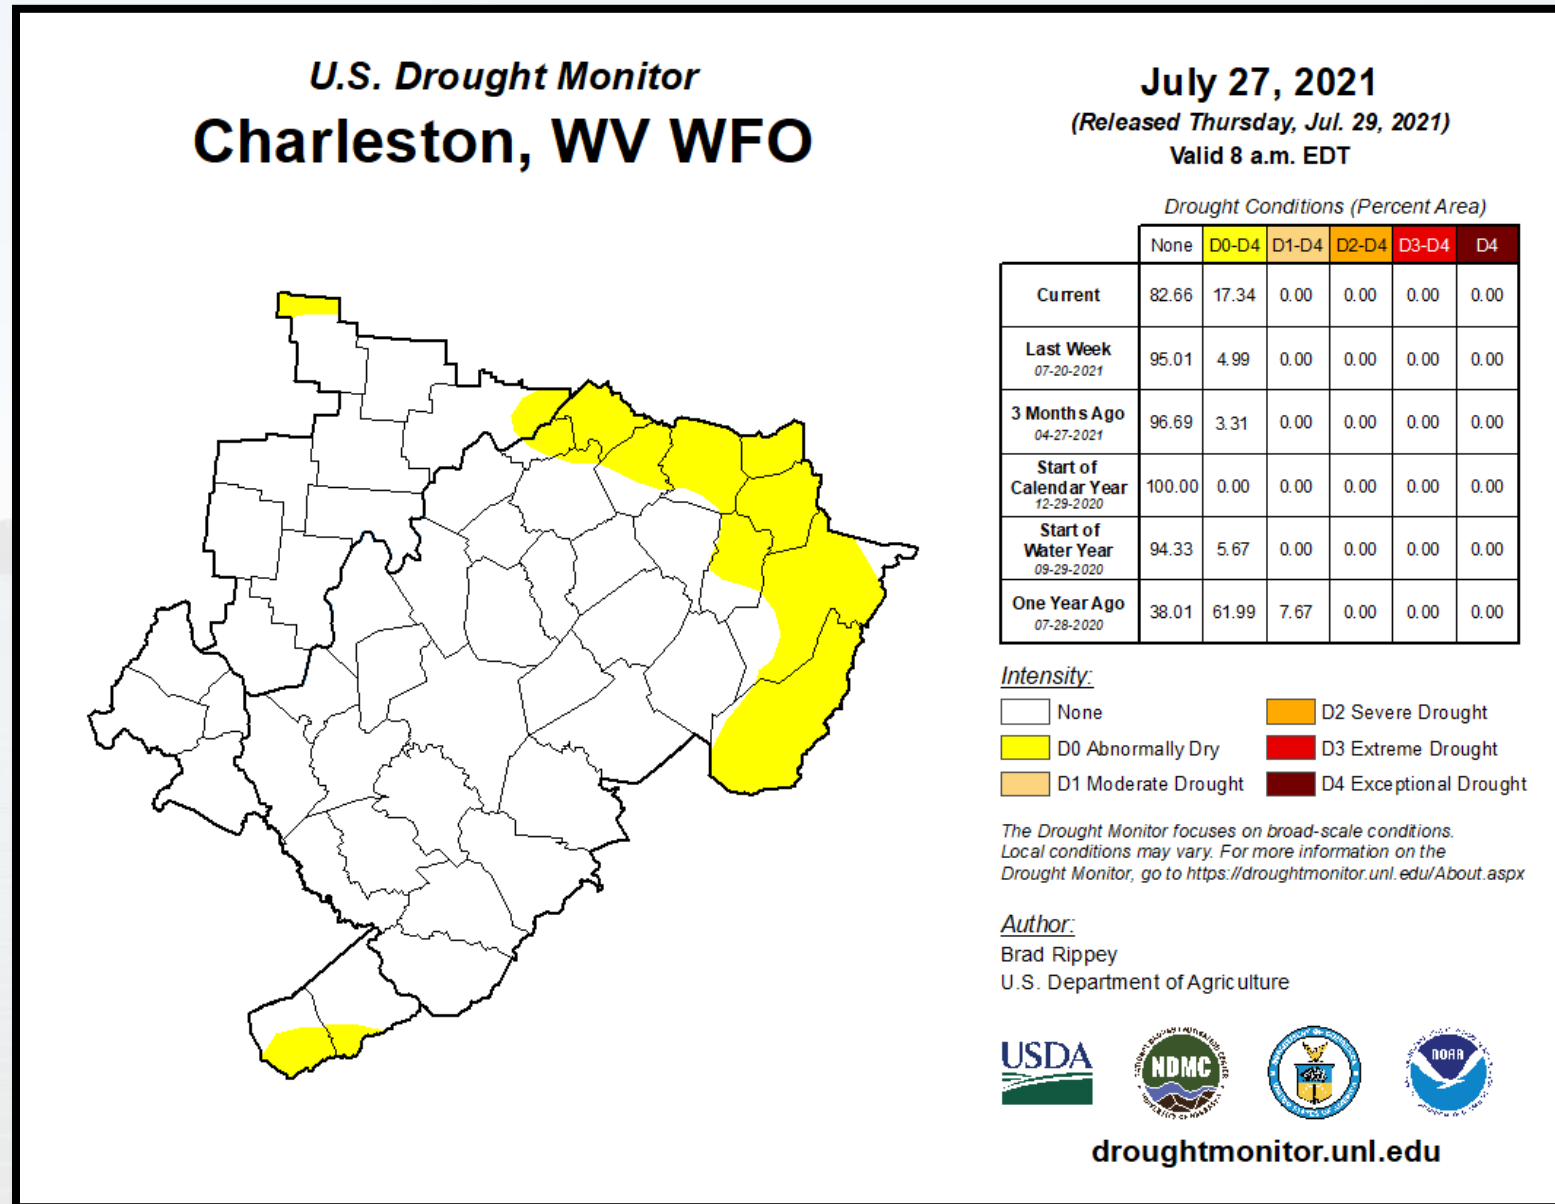 U.S. Drought Monitor
Charleston, WV WFO
July 27, 2021
(Released Thursday, Jul. 29, 2021)
Valid 8 a.m. EDT
Drought Conditions (Percent Area)
None D0-D4 D1-D4 D2-D4 D3-D4 D4
Current 82.66 17.34 0.00 0.00 0.00 0.00
Last Week
07-20-2021 95.01 4.99 0.00 0.00 0.00 0.00
3 Months Ago
04-27-2021 96.69 3.31 0.00 0.00 0.00 0.00
Start of
Calendar Year
12-29-2020 100.00 0.00 0.00 0.00 0.00 0.00
Start of
Water Year
09-29-2020 94.33 5.67 0.00 0.00 0.00 0.00
One Year Ago
07-28-2020 38.01 61.99 7.67 0.00 0.00 0.00
Intensity:
None
D0 Abnormally Dry
D1 Moderate Drought
D2 Severe Drought
D3 Extreme Drought
D4 Exceptional Drought
The Drought Monitor focuses on broad-scale conditions.
Local conditions may vary. For more information on the
Drought Monitor, go to https://droughtmonitor.unl.edu/About.aspx
Author:
Brad Rippey
U.S. Department of Agriculture
USDA
NDMC
NOAA
droughtmonitor.unl.edu